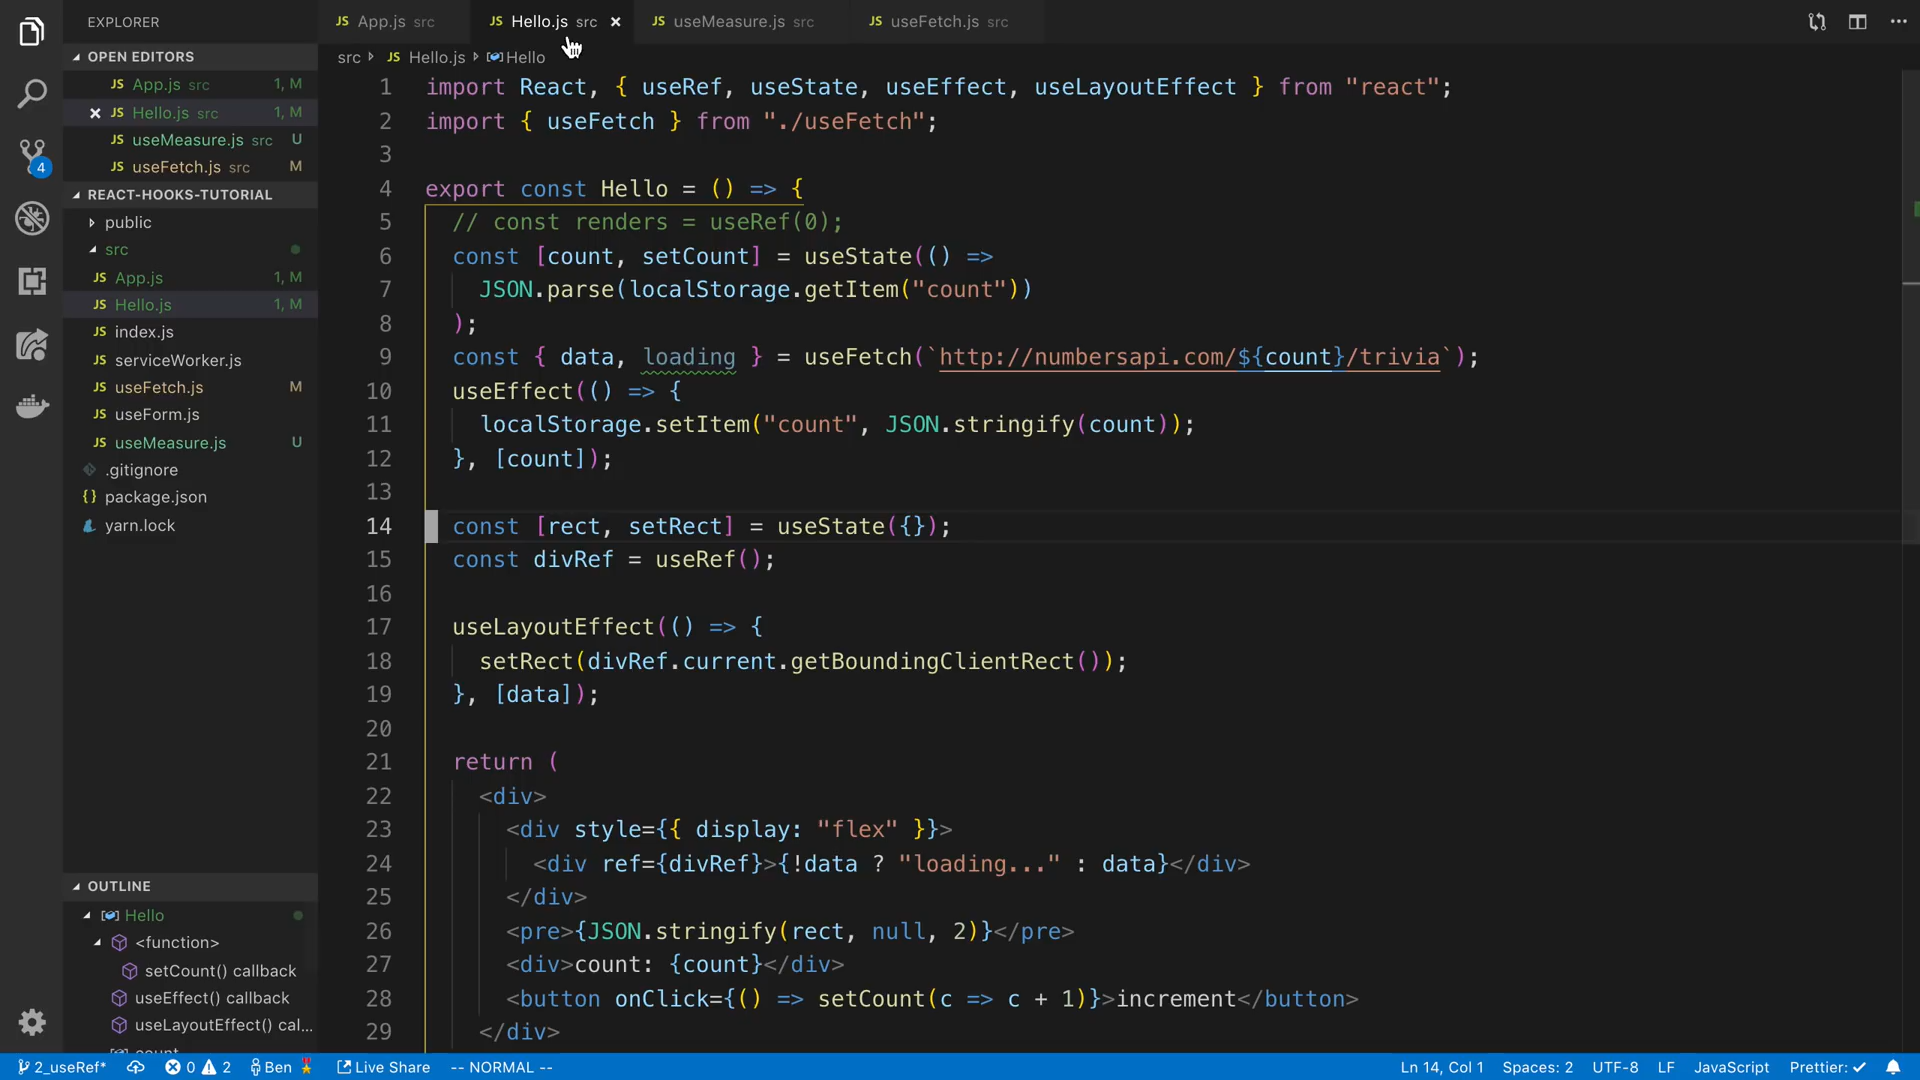 EXPLORER
OPEN EDITORS
JS App.js src 1, M
JS Hello.js src 1, M
JS useMeasure.js src U
JS useFetch.js src M
REACT-HOOKS-TUTORIAL
public
src
JS App.js 1, M
JS Hello.js 1, M
JS index.js
JS serviceWorker.js
JS useFetch.js M
JS useForm.js
JS useMeasure.js U
.gitignore
{} package.json
yarn.lock
OUTLINE
Hello
<function>
setCount() callback
useEffect() callback
useLayoutEffect() cal...
4
JS App.js src JS Hello.js src JS useMeasure.js src JS useFetch.js src
src JS Hello.js Hello
1 import React, { useRef, useState, useEffect, useLayoutEffect } from "react";
2 import { useFetch } from "./useFetch";
3
4 export const Hello = () => {
5 // const renders = useRef(0);
6 const [count, setCount] = useState(() =>
7 JSON.parse(localStorage.getItem("count"))
8 );
9 const { data, loading } = useFetch(`http://numbersapi.com/${count}/trivia`);
10 useEffect(() => {
11 localStorage.setItem("count", JSON.stringify(count));
12 }, [count]);
13
14 const [rect, setRect] = useState({});
15 const divRef = useRef();
16
17 useLayoutEffect(() => {
18 setRect(divRef.current.getBoundingClientRect());
19 }, [data]);
20
21 return (
22 <div>
23 <div style={{ display: "flex" }}>
24 <div ref={divRef}>{!data ? "loading..." : data}</div>
25 </div>
26 <pre>{JSON.stringify(rect, null, 2)}</pre>
27 <div>count: {count}</div>
28 <button onClick={() => setCount(c => c + 1)}>increment</button>
29 </div>
2_useRef* 0 2 Ben Live Share -- NORMAL -- Ln 14, Col 1 Spaces: 2 UTF-8 LF JavaScript Prettier: ✓